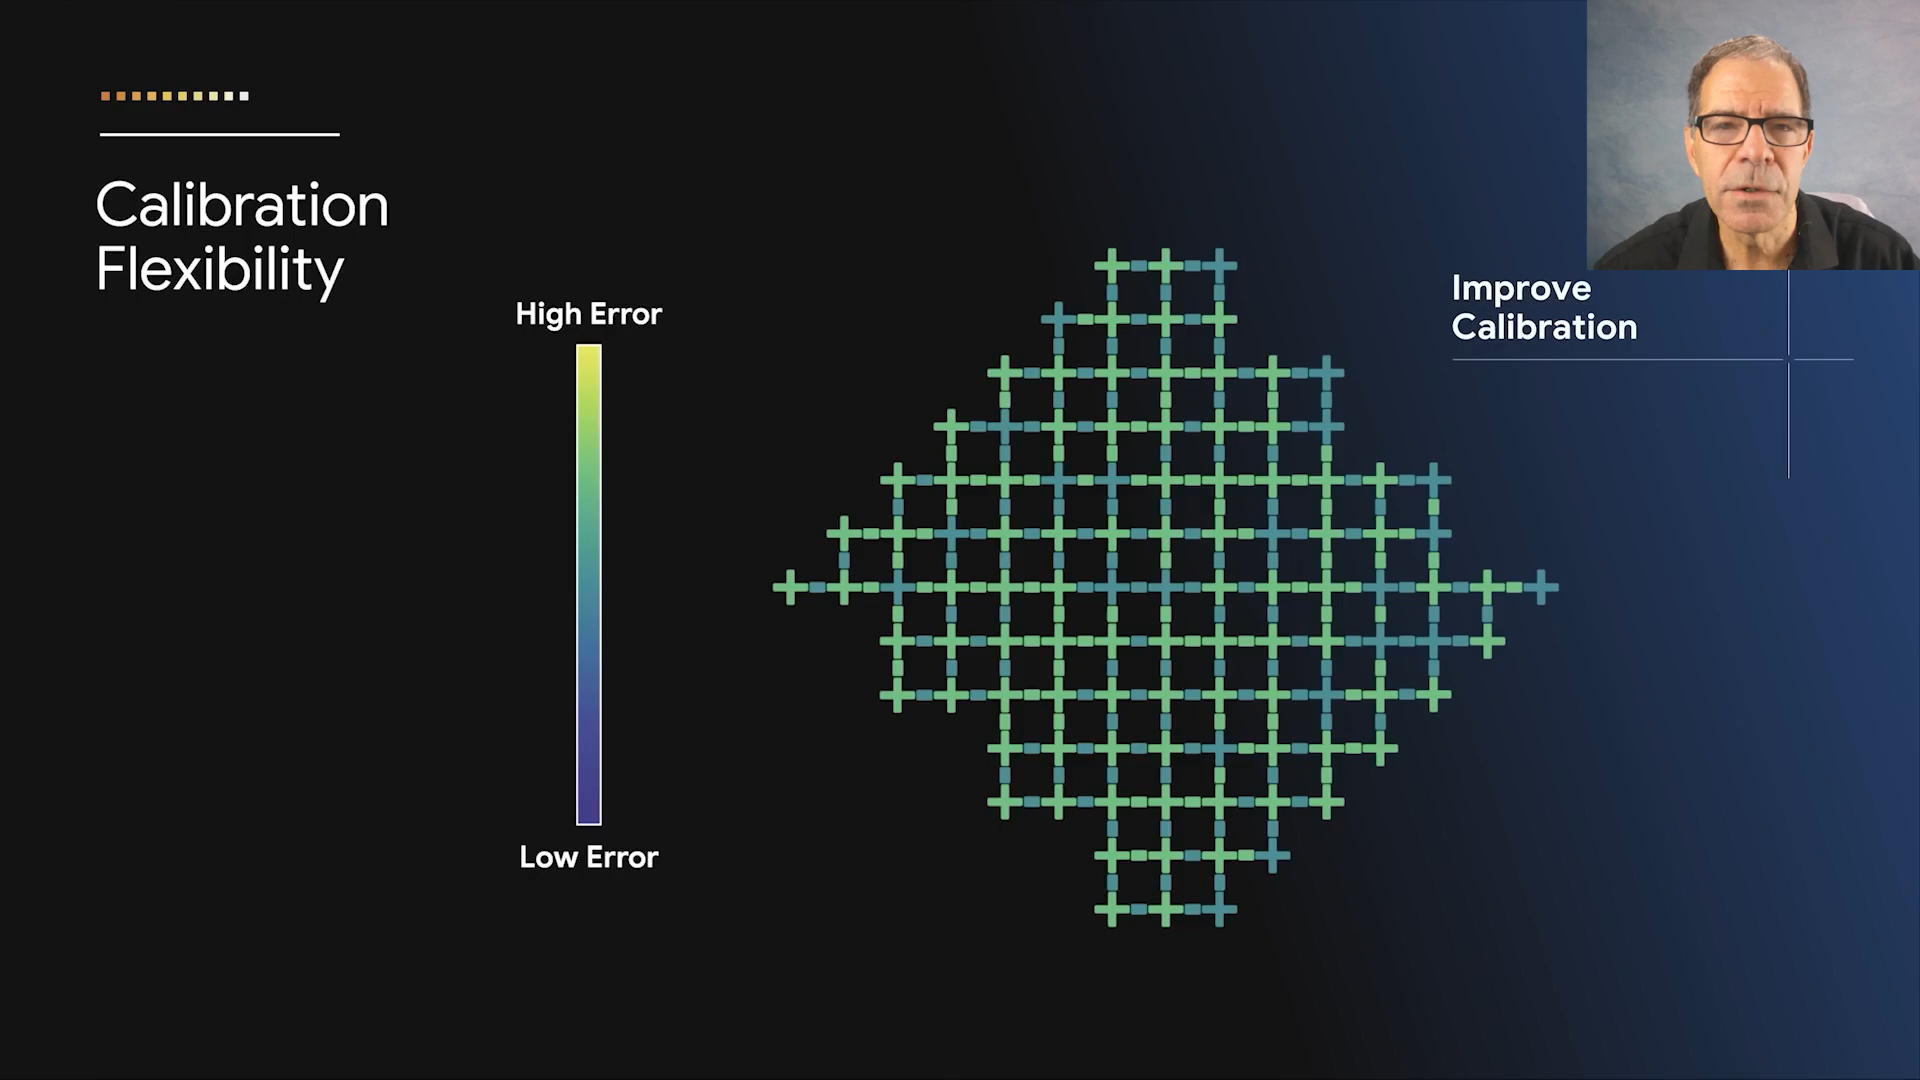 Calibration
Flexibility
High Error
Low Error
Improve
Calibration